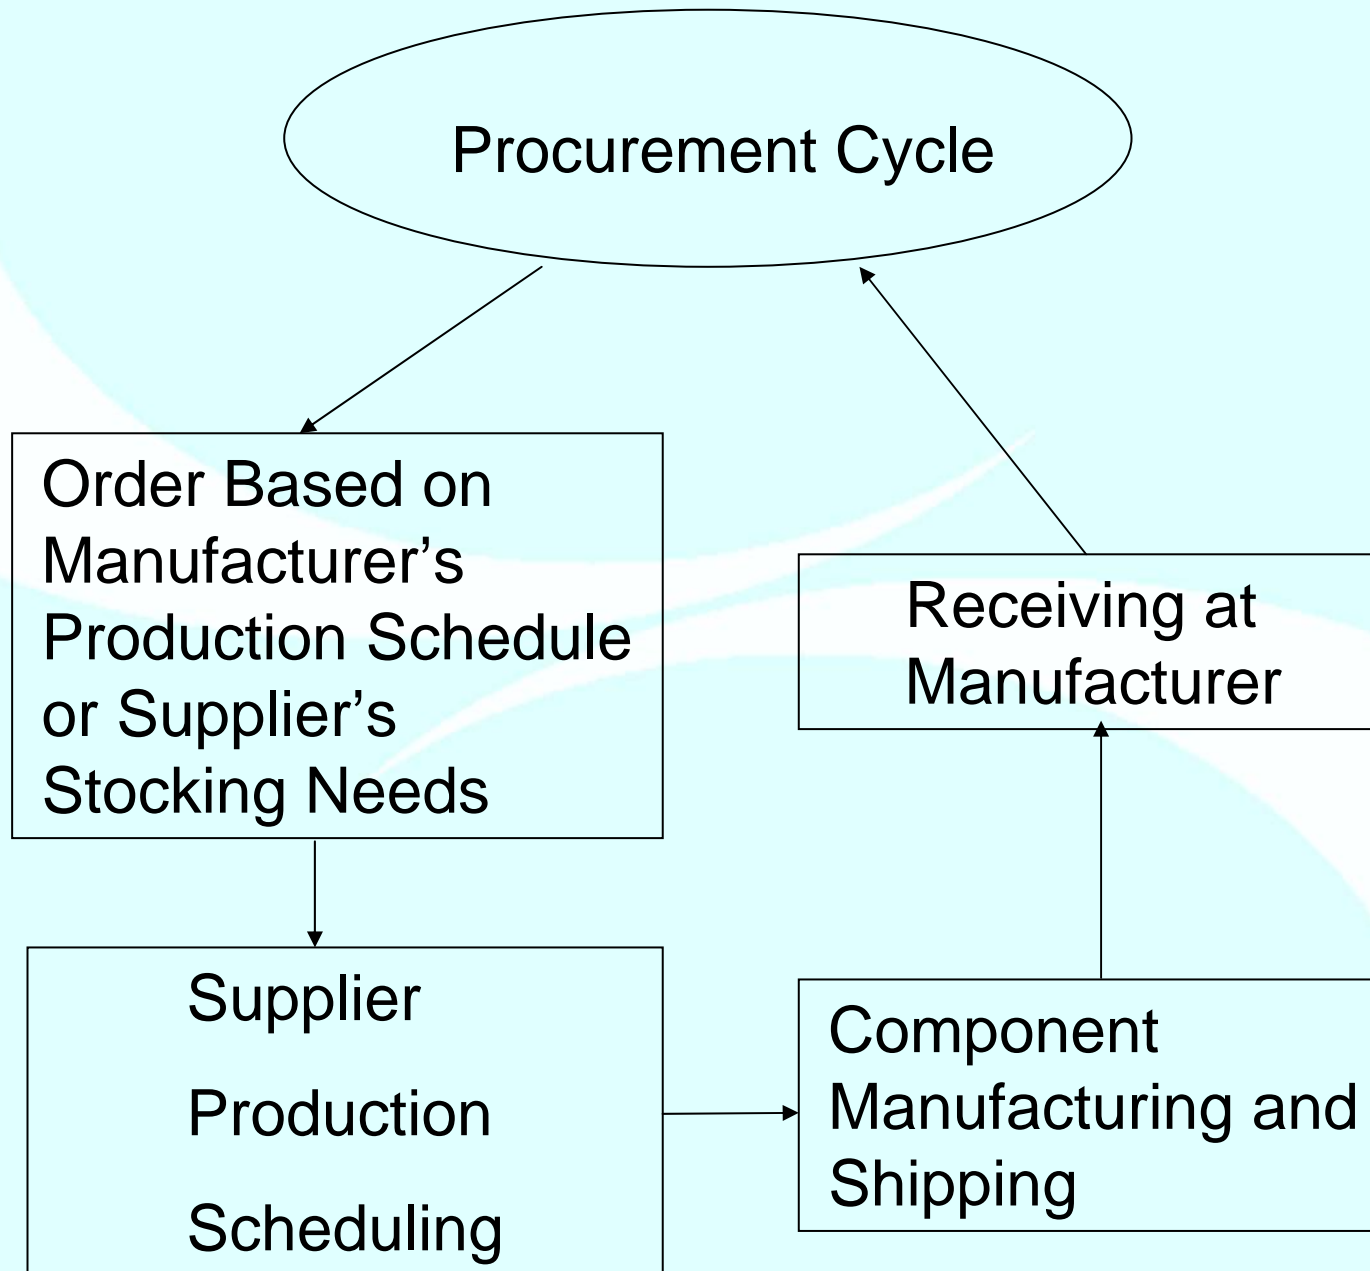 Procurement Cycle
Order Based on
Manufacturer’s
Production Schedule
or Supplier’s
Stocking Needs
Receiving at
Manufacturer
Supplier
Production
Scheduling
Component
Manufacturing and
Shipping